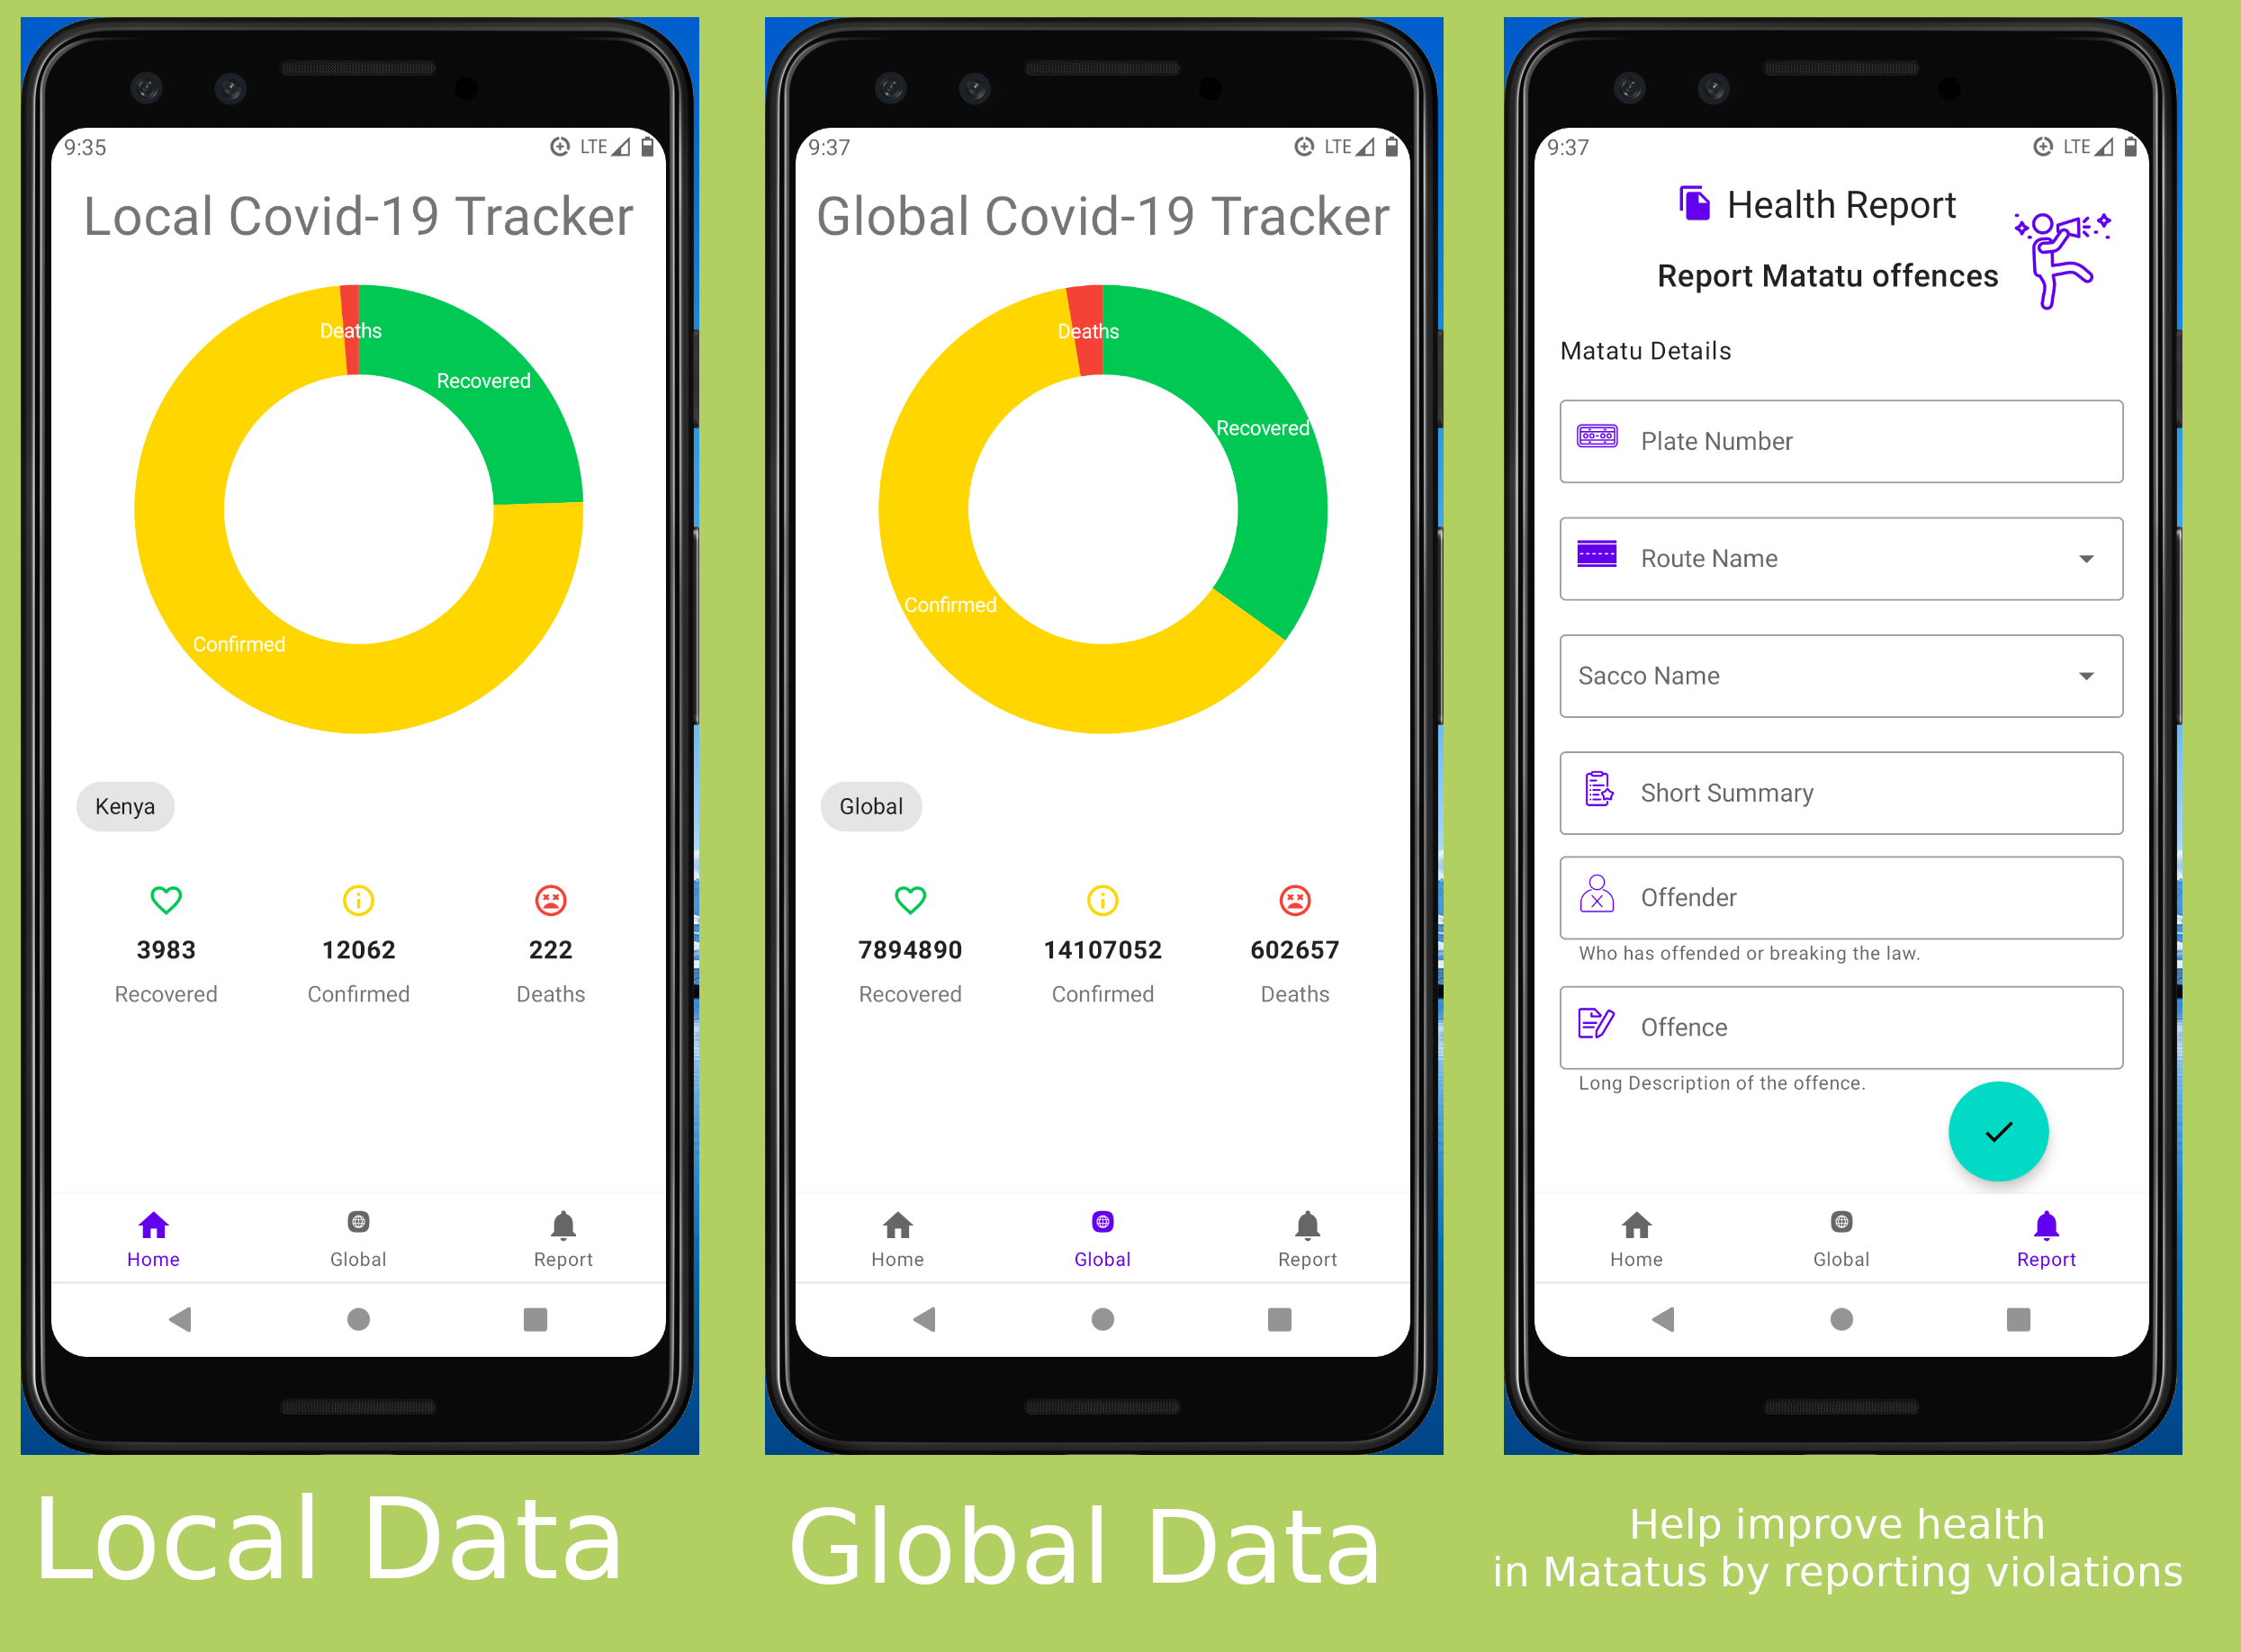 9:35
LTE
Local Covid-19 Tracker
Deaths
Recovered
Confirmed
Kenya
3983
12062
222
Recovered
Confirmed
Deaths
Home
Global
Report
Local Data
9:37
LTE
Global Covid-19 Tracker
Deaths
Recovered
Confirmed
Global
7894890
14107052
602657
Recovered
Confirmed
Deaths
Home
Global
Report
Global Data
9:37
LTE
Health Report
Report Matatu offences
Matatu Details
Plate Number
Route Name
Sacco Name
Short Summary
Offender
Who has offended or breaking the law.
Offence
Long Description of the offence.
Home
Global
Report
Help improve health
in Matatus by reporting violations